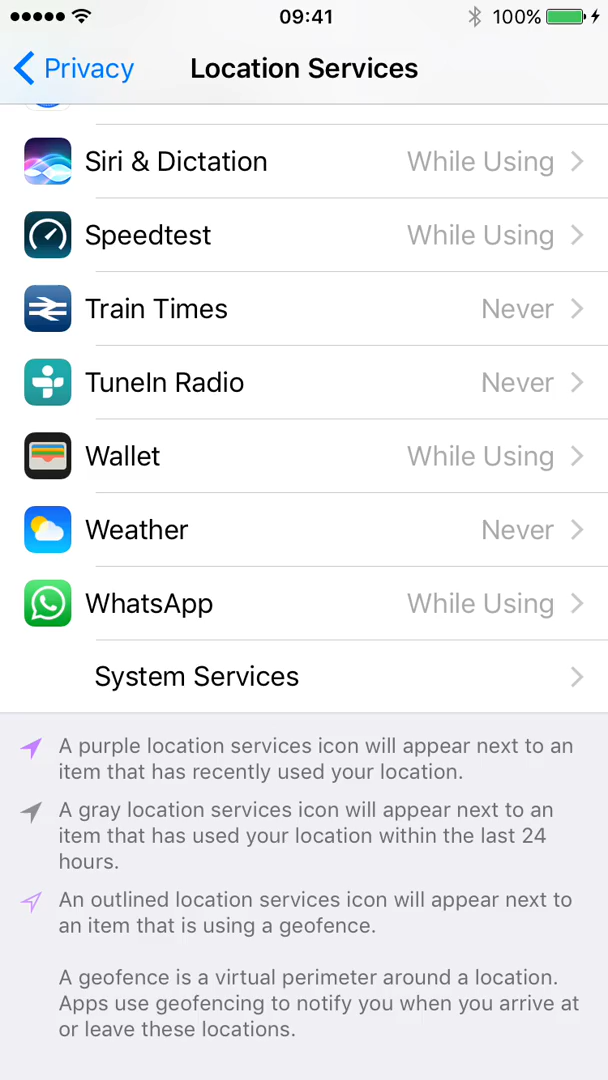 09:41 100%
Privacy Location Services
Siri & Dictation While Using
Speedtest While Using
Train Times Never
TuneIn Radio Never
Wallet While Using
Weather Never
WhatsApp While Using
System Services
A purple location services icon will appear next to an
item that has recently used your location.
A gray location services icon will appear next to an
item that has used your location within the last 24
hours.
An outlined location services icon will appear next to
an item that is using a geofence.
A geofence is a virtual perimeter around a location.
Apps use geofencing to notify you when you arrive at
or leave these locations.